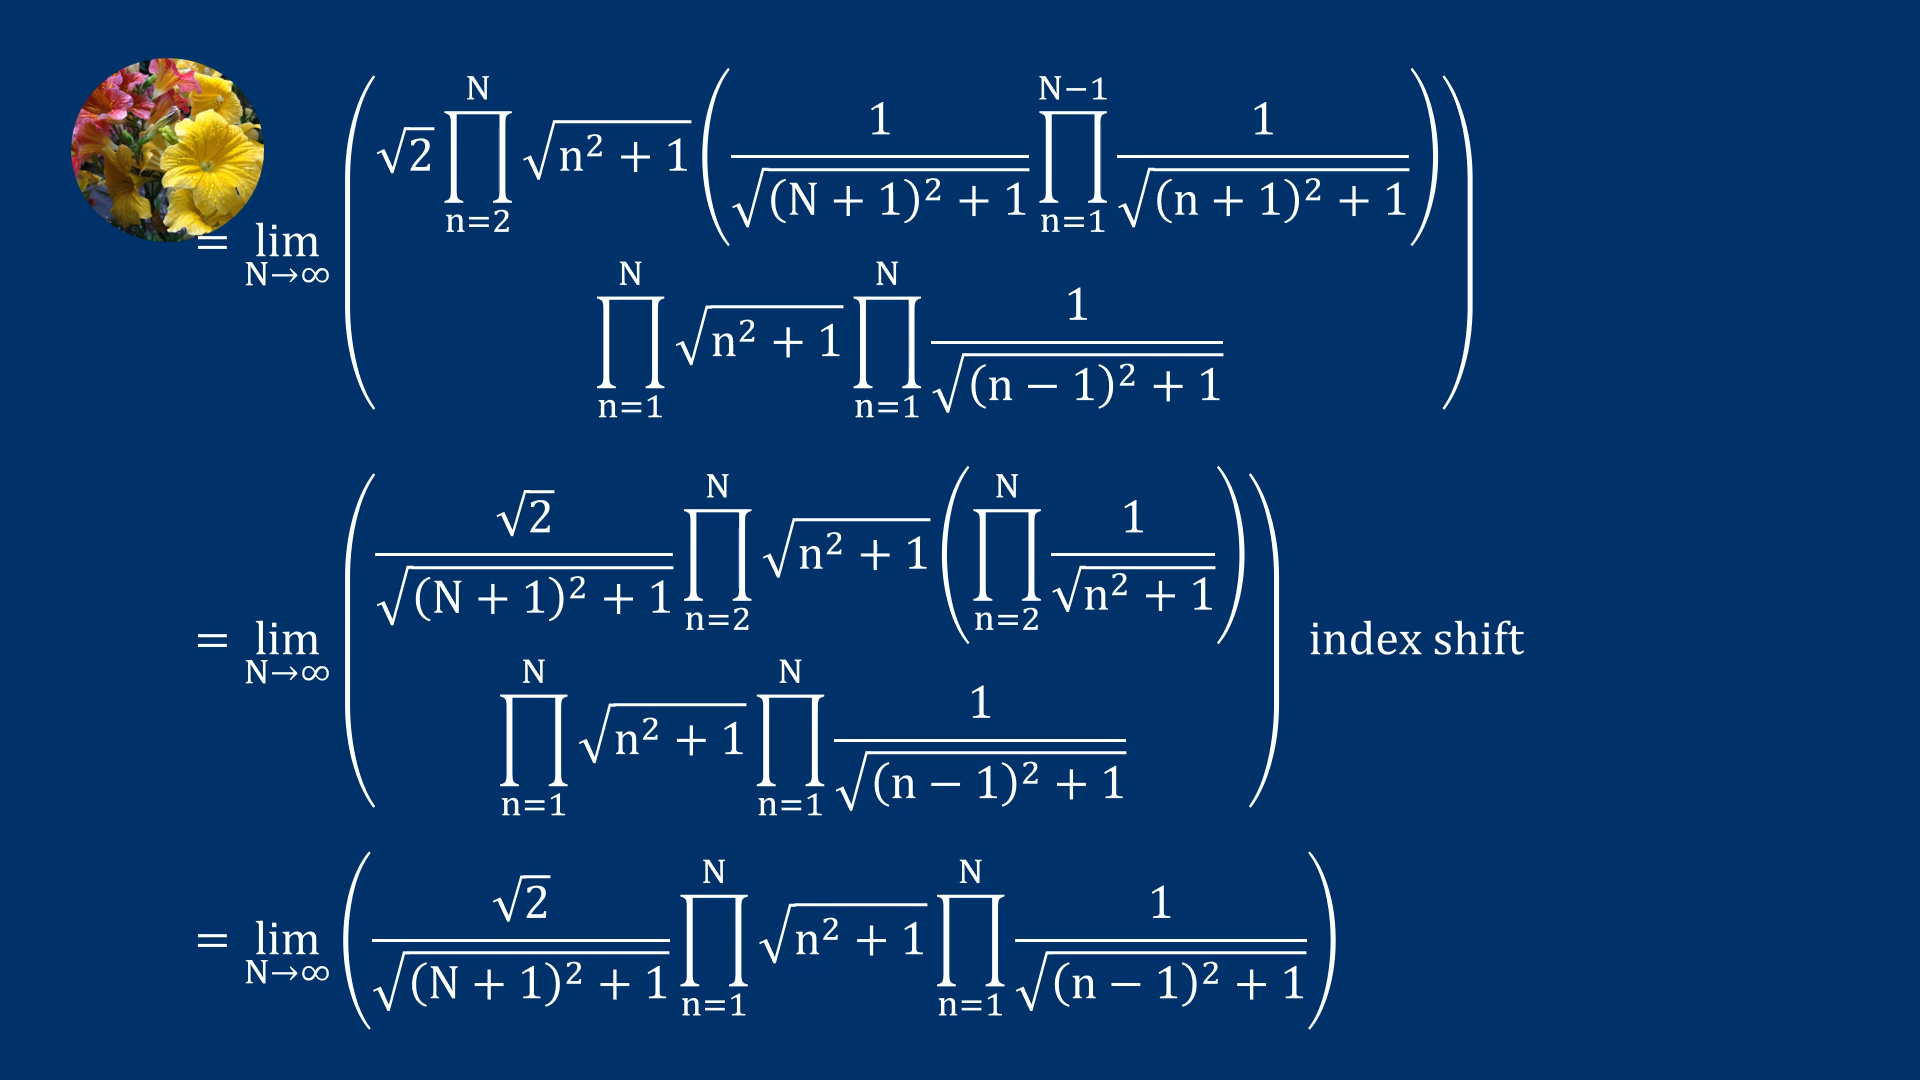 = lim_{N→∞} ( √2 ∏_{n=2}^{N} √(n² + 1) ( 1/√((N + 1)² + 1) ∏_{n=1}^{N−1} 1/√((n + 1)² + 1) )
∏_{n=1}^{N} √(n² + 1) ∏_{n=1}^{N} 1/√((n − 1)² + 1) )
= lim_{N→∞} ( √2/√((N + 1)² + 1) ∏_{n=2}^{N} √(n² + 1) ( ∏_{n=2}^{N} 1/√(n² + 1) )
∏_{n=1}^{N} √(n² + 1) ∏_{n=1}^{N} 1/√((n − 1)² + 1) ) index shift
= lim_{N→∞} ( √2/√((N + 1)² + 1) ∏_{n=1}^{N} √(n² + 1) ∏_{n=1}^{N} 1/√((n − 1)² + 1) )